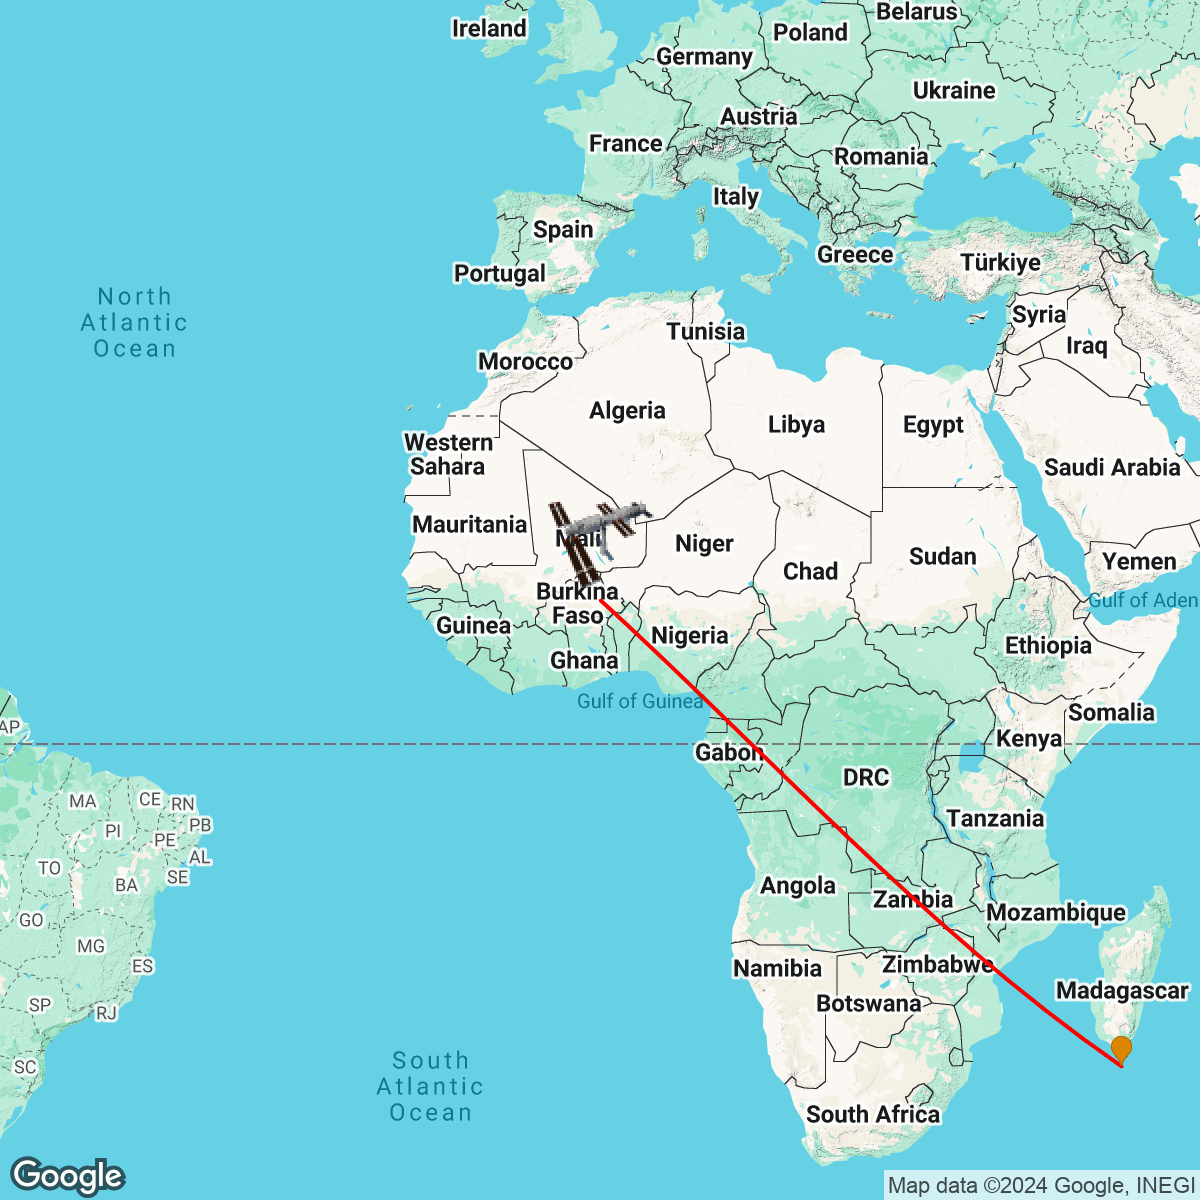 Belarus
Ireland
Poland
Germany
Ukraine
Austria
France
Romania
Italy
Spain
Greece
Türkiye
Portugal
North
Atlantic
Ocean
Syria
Tunisia
Iraq
Morocco
Algeria
Libya
Egypt
Western
Sahara
Saudi Arabia
Mauritania
Mali
Niger
Sudan
Yemen
Chad
Burkina
Faso
Gulf of Aden
Guinea
Nigeria
Ethiopia
Ghana
Gulf of Guinea
Somalia
AP
Kenya
Gabon
DRC
MA
CE
RN
Tanzania
PB
PI
PE
AL
TO
SE
BA
Angola
Zambia
Mozambique
GO
MG
ES
Namibia
Zimbabwe
Madagascar
Botswana
SP
RJ
South
Atlantic
Ocean
SC
South Africa
Google
Map data ©2024 Google, INEGI